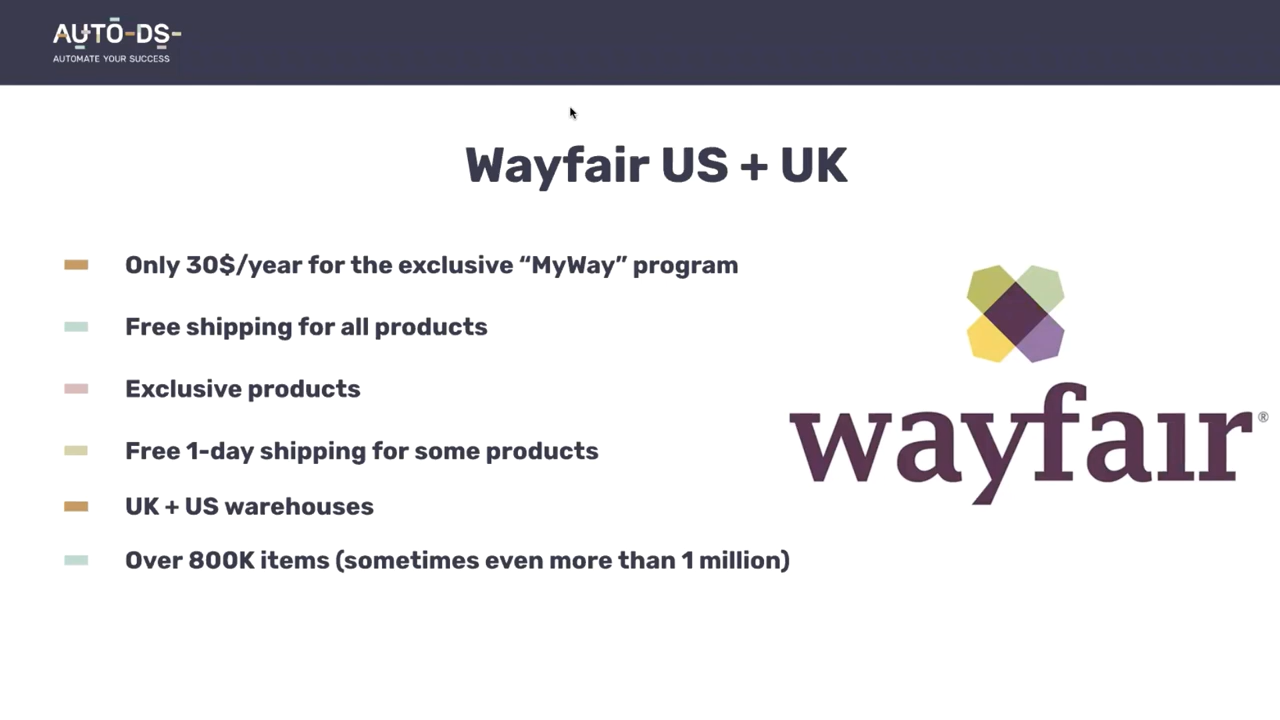 AUTO-DS-
AUTOMATE YOUR SUCCESS
Wayfair US + UK
Only 30$/year for the exclusive “MyWay” program
Free shipping for all products
Exclusive products
Free 1-day shipping for some products
UK + US warehouses
Over 800K items (sometimes even more than 1 million)
wayfair®